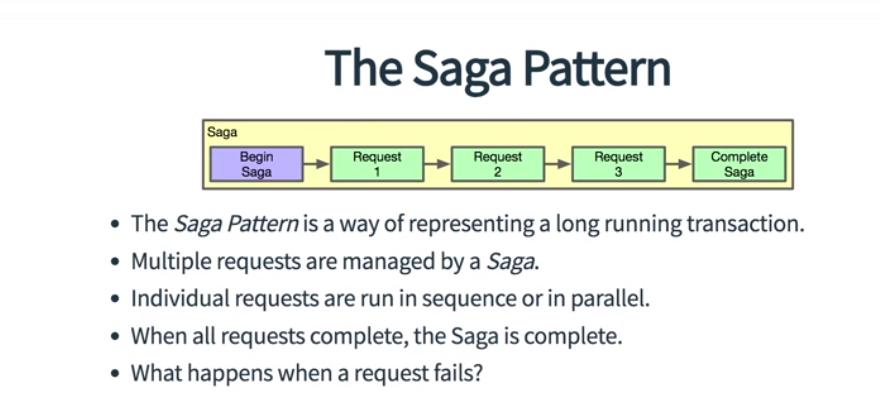 The Saga Pattern
Saga
Begin
Saga
Request
1
Request
2
Request
3
Complete
Saga
• The Saga Pattern is a way of representing a long running transaction.
• Multiple requests are managed by a Saga.
• Individual requests are run in sequence or in parallel.
• When all requests complete, the Saga is complete.
• What happens when a request fails?